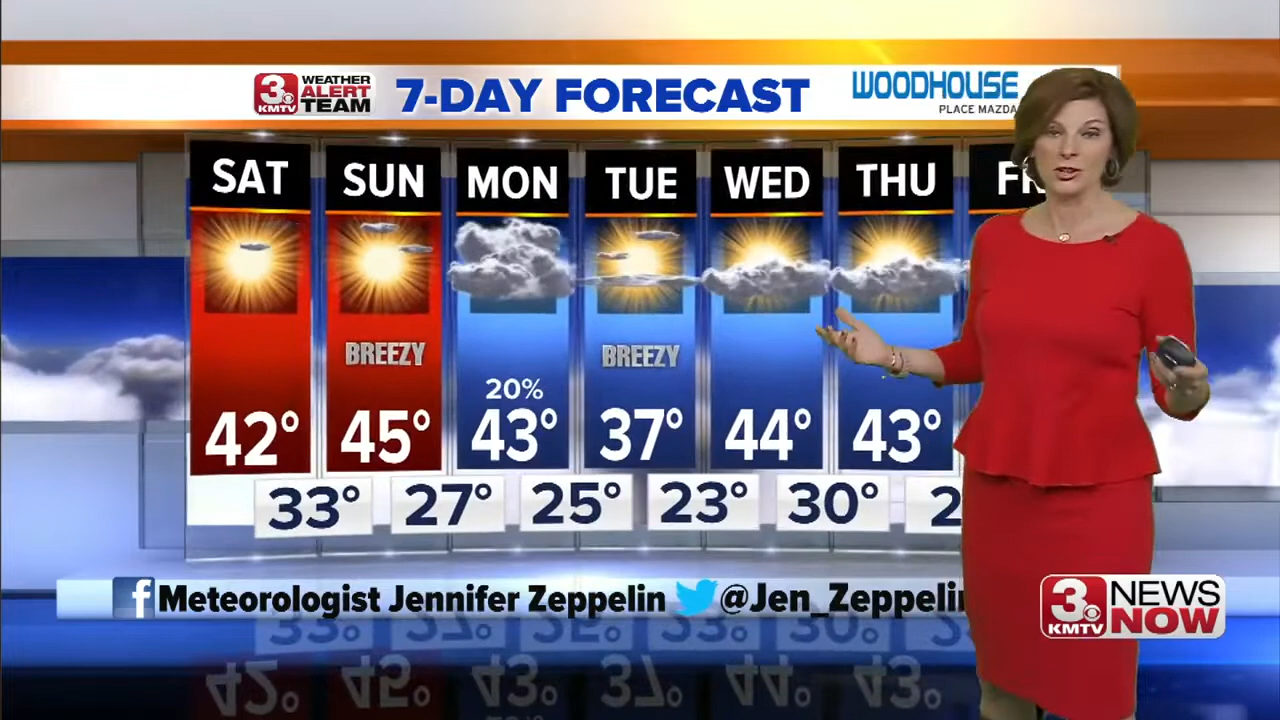 3 KMTV WEATHER ALERT TEAM
7-DAY FORECAST
WOODHOUSE
PLACE MAZDA
SAT SUN MON TUE WED THU
BREEZY BREEZY
20%
42° 45° 43° 37° 44° 43°
33° 27° 25° 23° 30°
f Meteorologist Jennifer Zeppelin @Jen_Zeppelin
3 KMTV NEWS NOW